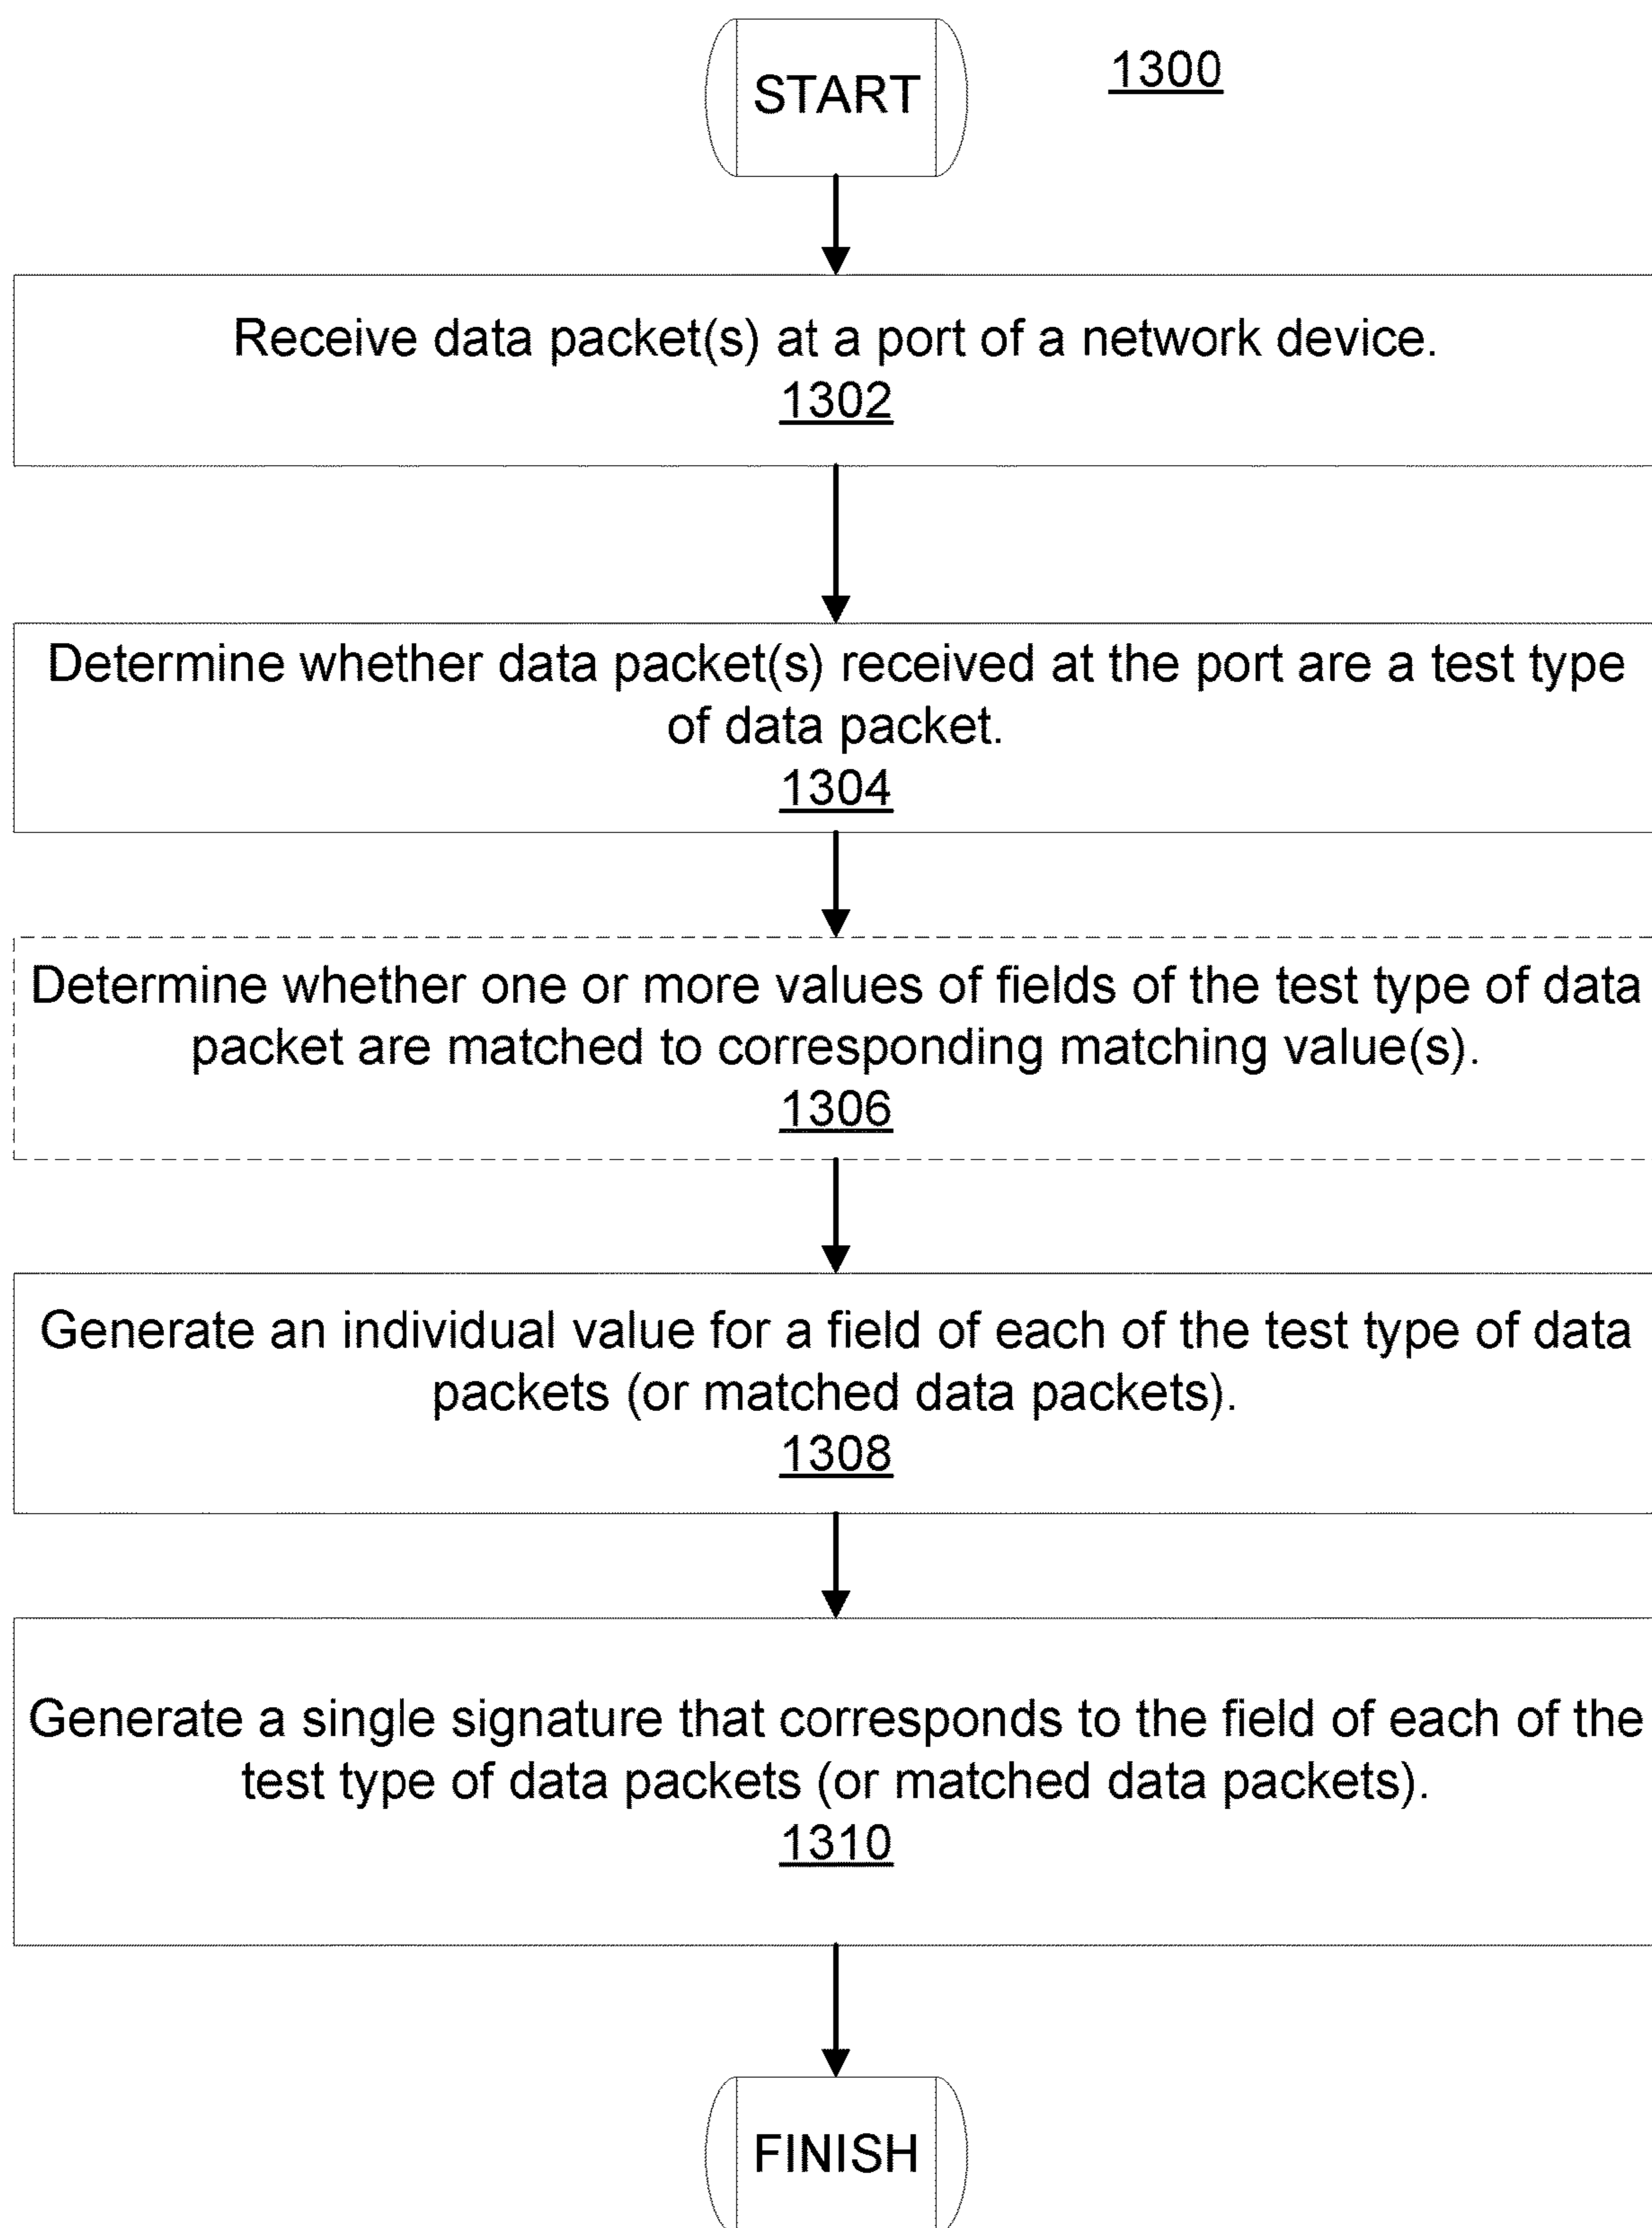 START
1300
Receive data packet(s) at a port of a network device.
1302
Determine whether data packet(s) received at the port are a test type
of data packet.
1304
Determine whether one or more values of fields of the test type of data
packet are matched to corresponding matching value(s).
1306
Generate an individual value for a field of each of the test type of data
packets (or matched data packets).
1308
Generate a single signature that corresponds to the field of each of the
test type of data packets (or matched data packets).
1310
FINISH